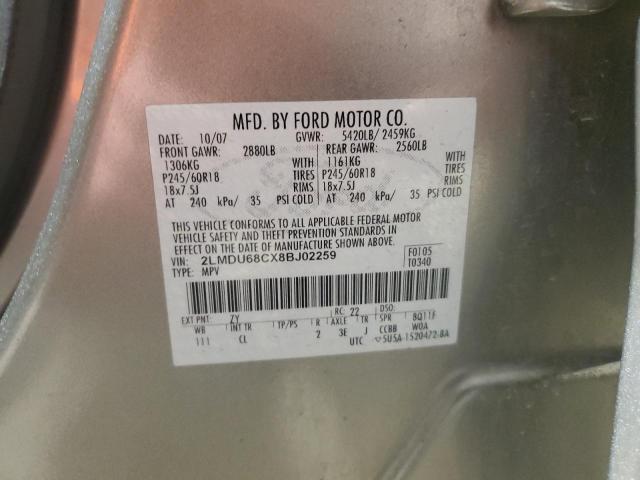 MFD. BY FORD MOTOR CO.
DATE: 10/07 GVWR: 5420LB/ 2459KG
FRONT GAWR: 2880LB REAR GAWR: 2560LB
1306KG WITH 1161KG WITH
P245/60R18 TIRES P245/60R18 TIRES
18x7.5J RIMS 18x7.5J RIMS
AT 240 kPa/ 35 PSI COLD AT 240 kPa/ 35 PSI COLD
THIS VEHICLE CONFORMS TO ALL APPLICABLE FEDERAL MOTOR
VEHICLE SAFETY AND THEFT PREVENTION STANDARDS IN
EFFECT ON THE DATE OF MANUFACTURE SHOWN ABOVE.
VIN: 2LMDU68CX8BJ02259 F0105
TYPE: MPV T0340
EXT PNT: ZY RC: 22 DSO:
WB INT TR TP/PS R AXLE TR SPR BQ11F
111 CL 2 3E J CCBB W0A
UTC 5U5A-1520472-BA